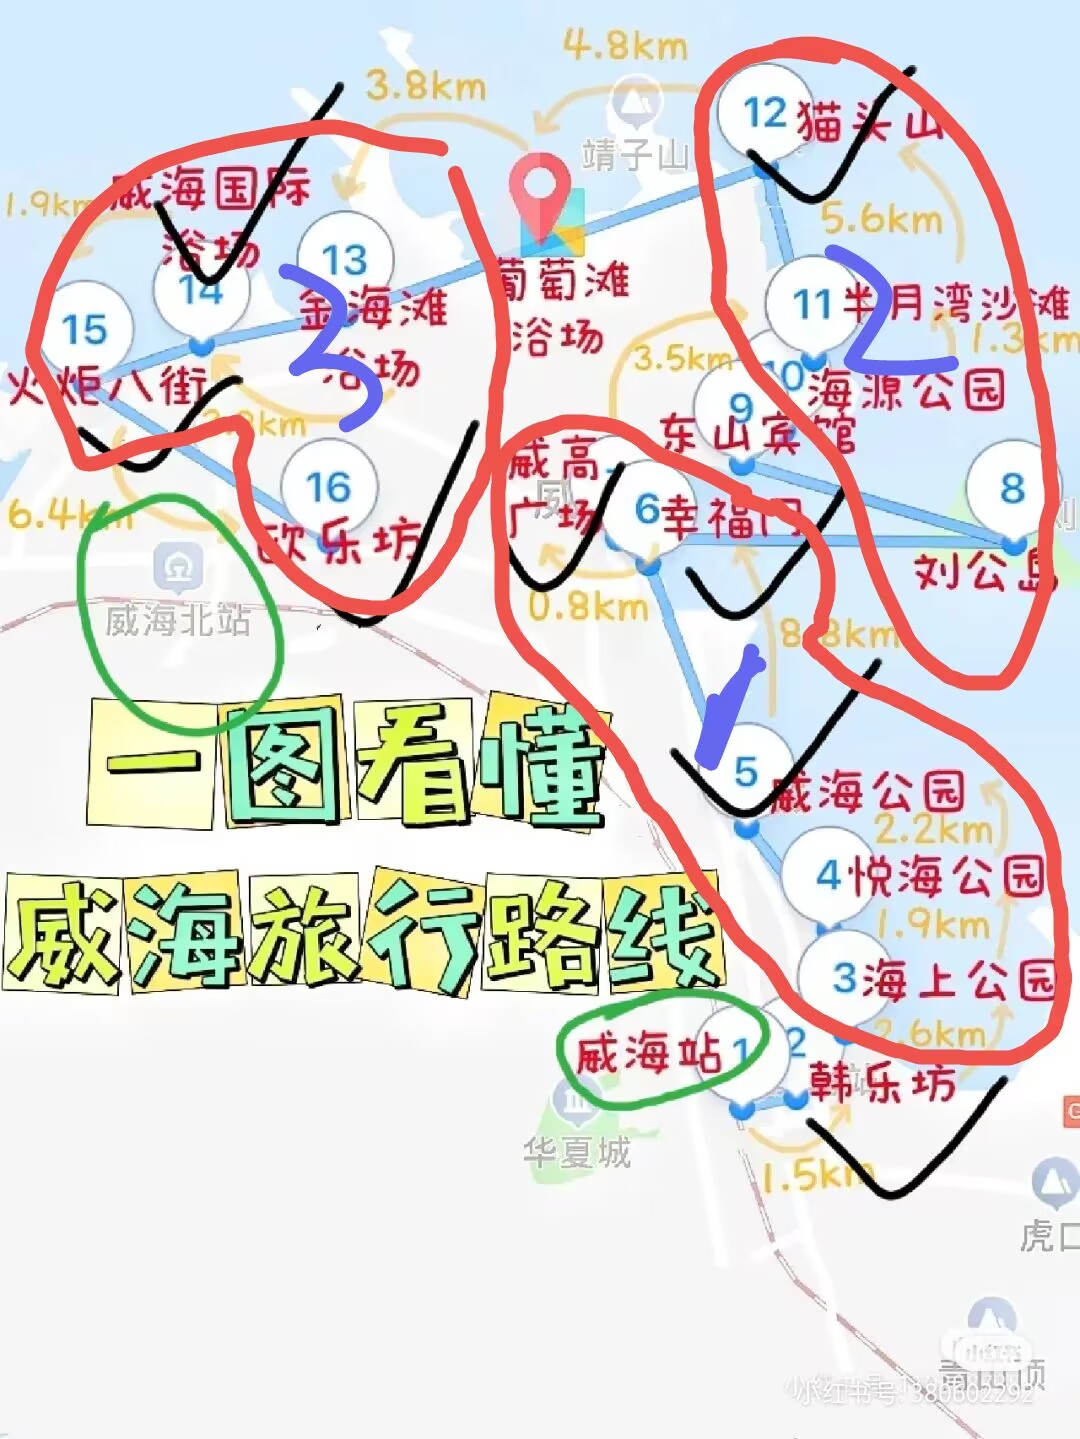 4.8km
3.8km
12 猫头山
靖子山
1.9km
威海国际
浴场
5.6km
13
14
葡萄滩
浴场
11 半月湾沙滩
金海滩
浴场
15
3
2
1.3km
3.5km
火炬八街
10 海源公园
9
东山宾馆
威高
广场
16
8
6 幸福门
6.4km
欧乐坊
刘公岛
威海北站
0.8km
8.8km
1
一图看懂
5 威海公园
2.2km
4 悦海公园
威海旅行路线
1.9km
3 海上公园
2.6km
威海站 1
2
韩乐坊
华夏城
1.5km
虎口
小红书
小红书号: 380602292